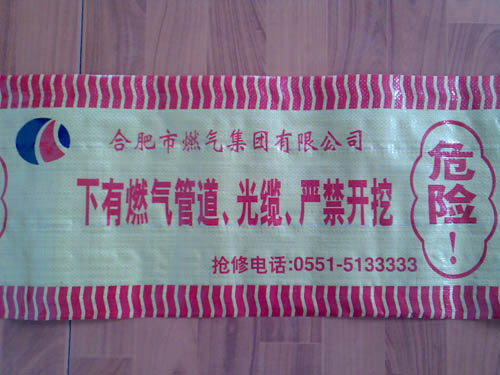 合肥市燃气集团有限公司
下有燃气管道、光缆、严禁开挖
抢修电话:0551-5133333
危险!